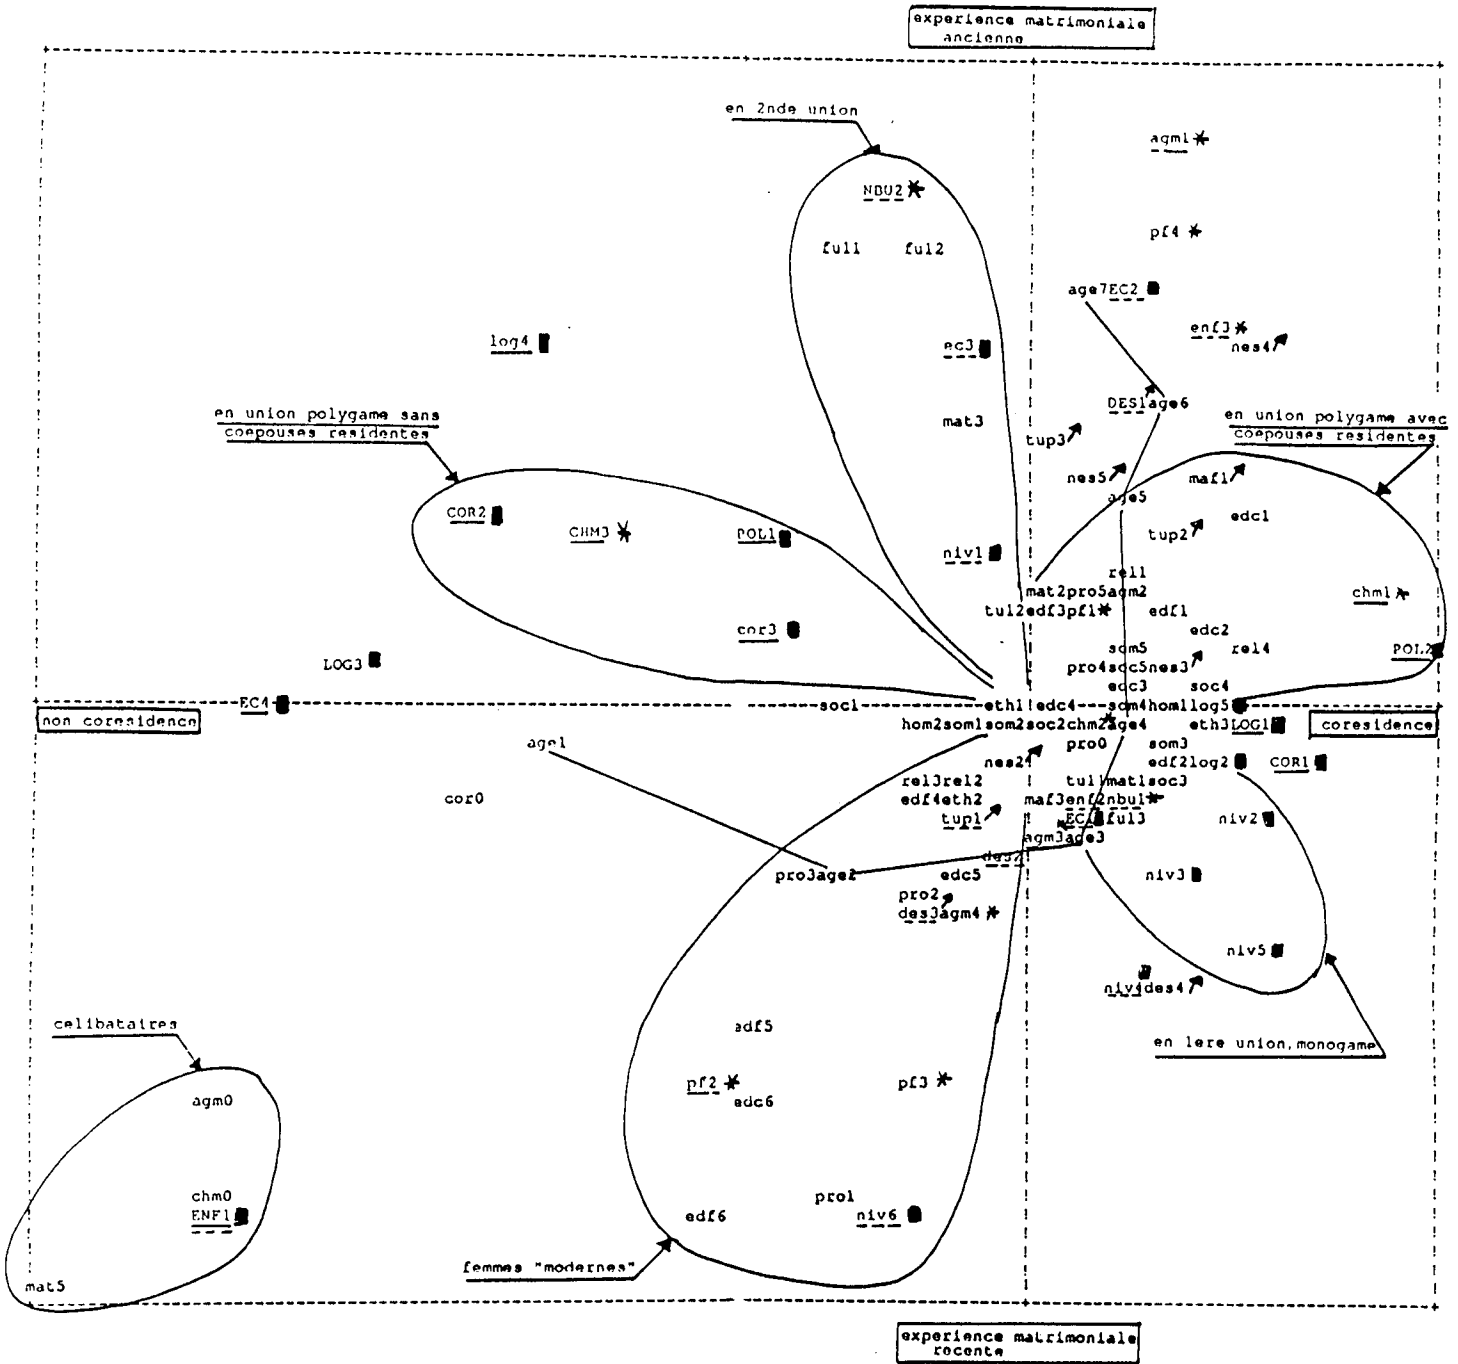 experience matrimoniale
ancienne
en 2nde union
agm1
NBU2
pf4
ful1 ful2
age7EC2
enf3
log4
ec3
nes4
DES1age6
en union polygame sans
coepouses residentes
en union polygame avec
coepouses residentes
mat3
tup3
nes5 maf1
age5
COR2
CHM3 POL1
edc1
tup2
niv1
rel1
mat2pro5agm2
chm1
tul2edf3pf1 edf1
cor3
edc2
som5 rel4
POL2
LOG3
pro4soc5nes3
edc3 soc4
EC4
soc1 eth1 edc4 som4hom1log5
non coresidence
hom2som1som2soc2chm2age4 eth3LOG1
coresidence
age1
pro0 som3
nes2 edf2log2 COR1
rel3rel2 tul1mat1soc3
cor0
edf4eth2 maf3enf2nbu1
tup1 EC1ful3 niv2
agm3age3
des2
pro3age2 edc5 niv3
pro2
des3agm4
niv5
niv4des4
celibataires
edf5
en 1ere union,monogame
pf2 pf3
agm0
edc6
chm0
pro1
ENF1
edf6 niv6
femmes "modernes"
mat5
experience matrimoniale
recente